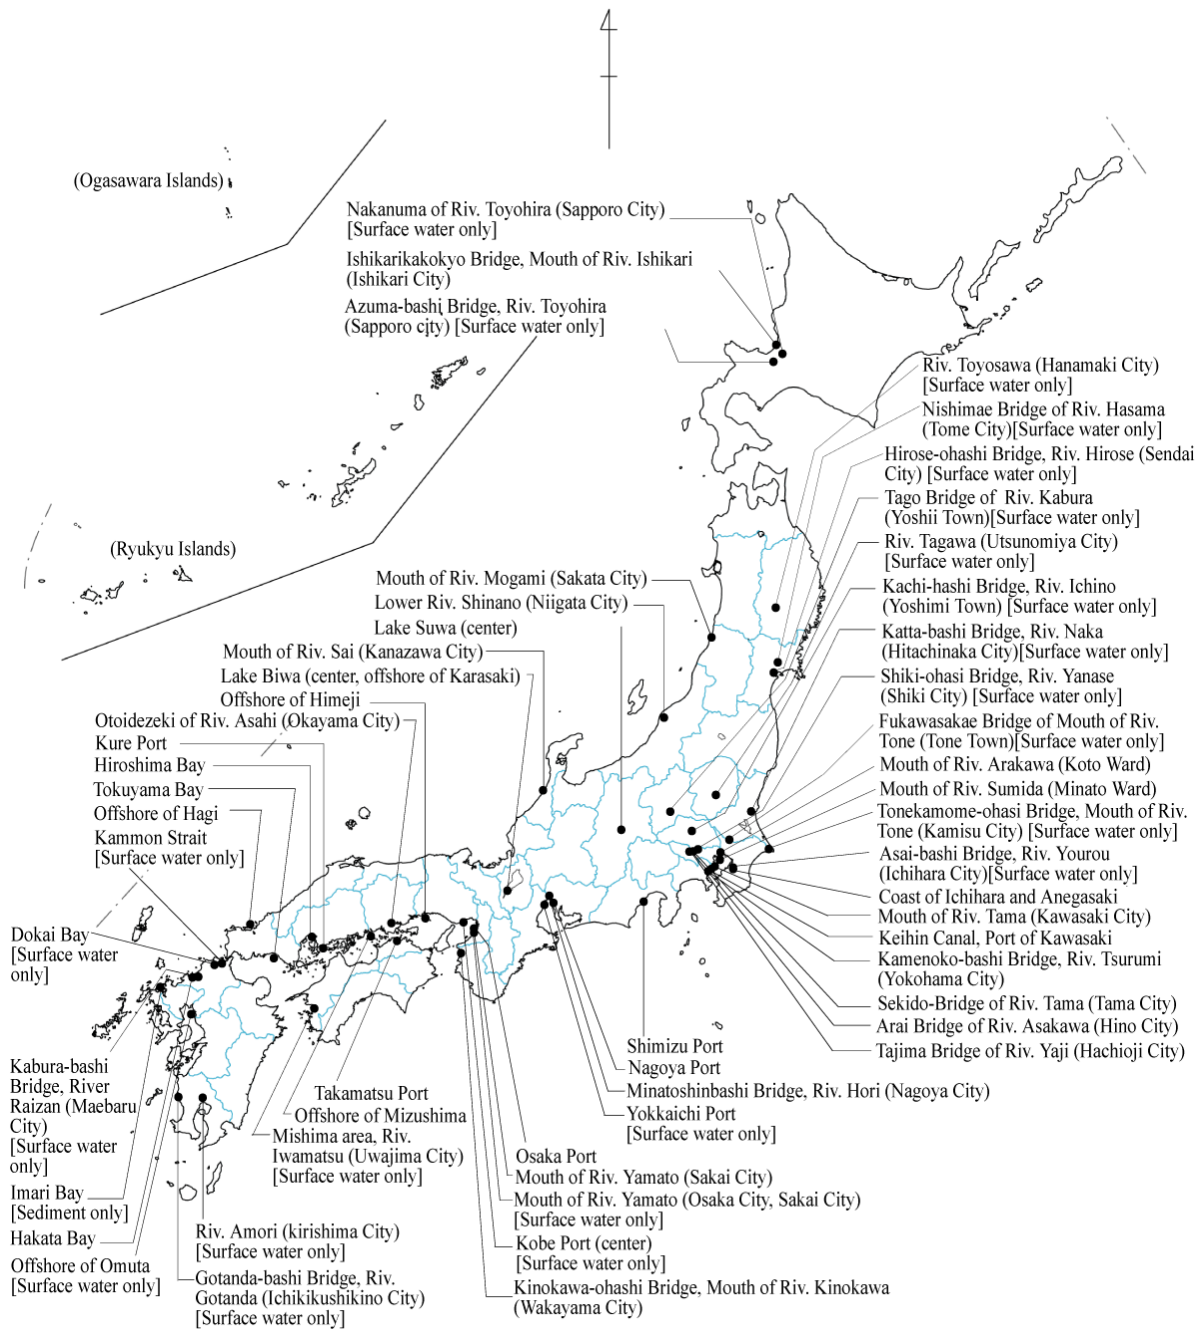 (Ogasawara Islands)
Nakanuma of Riv. Toyohira (Sapporo City)
[Surface water only]
Ishikarikakokyo Bridge, Mouth of Riv. Ishikari
(Ishikari City)
Azuma-bashi Bridge, Riv. Toyohira
(Sapporo city) [Surface water only]
(Ryukyu Islands)
Riv. Toyosawa (Hanamaki City)
[Surface water only]
Nishimae Bridge of Riv. Hasama
(Tome City)[Surface water only]
Hirose-ohashi Bridge, Riv. Hirose (Sendai
City) [Surface water only]
Tago Bridge of Riv. Kabura
(Yoshii Town)[Surface water only]
Riv. Tagawa (Utsunomiya City)
[Surface water only]
Kachi-hashi Bridge, Riv. Ichino
(Yoshimi Town) [Surface water only]
Katta-bashi Bridge, Riv. Naka
(Hitachinaka City)[Surface water only]
Shiki-ohasi Bridge, Riv. Yanase
(Shiki City) [Surface water only]
Fukawasakae Bridge of Mouth of Riv.
Tone (Tone Town)[Surface water only]
Mouth of Riv. Arakawa (Koto Ward)
Mouth of Riv. Sumida (Minato Ward)
Tonekamome-ohasi Bridge, Mouth of Riv.
Tone (Kamisu City) [Surface water only]
Asai-bashi Bridge, Riv. Yourou
(Ichihara City)[Surface water only]
Coast of Ichihara and Anegasaki
Mouth of Riv. Tama (Kawasaki City)
Keihin Canal, Port of Kawasaki
Kamenoko-bashi Bridge, Riv. Tsurumi
(Yokohama City)
Sekido-Bridge of Riv. Tama (Tama City)
Arai Bridge of Riv. Asakawa (Hino City)
Tajima Bridge of Riv. Yaji (Hachioji City)
Mouth of Riv. Mogami (Sakata City)
Lower Riv. Shinano (Niigata City)
Lake Suwa (center)
Mouth of Riv. Sai (Kanazawa City)
Lake Biwa (center, offshore of Karasaki)
Offshore of Himeji
Otoidezeki of Riv. Asahi (Okayama City)
Kure Port
Hiroshima Bay
Tokuyama Bay
Offshore of Hagi
Kammon Strait
[Surface water only]
Dokai Bay
[Surface water
only]
Kabura-bashi
Bridge, River
Raizan (Maebaru
City)
[Surface water
only]
Imari Bay
[Sediment only]
Hakata Bay
Offshore of Omuta
[Surface water only]
Riv. Amori (kirishima City)
[Surface water only]
Gotanda-bashi Bridge, Riv.
Gotanda (Ichikikushikino City)
[Surface water only]
Takamatsu Port
Offshore of Mizushima
Mishima area, Riv.
Iwamatsu (Uwajima City)
[Surface water only]
Shimizu Port
Nagoya Port
Minatoshinbashi Bridge, Riv. Hori (Nagoya City)
Yokkaichi Port
[Surface water only]
Osaka Port
Mouth of Riv. Yamato (Sakai City)
Mouth of Riv. Yamato (Osaka City, Sakai City)
[Surface water only]
Kobe Port (center)
[Surface water only]
Kinokawa-ohashi Bridge, Mouth of Riv. Kinokawa
(Wakayama City)